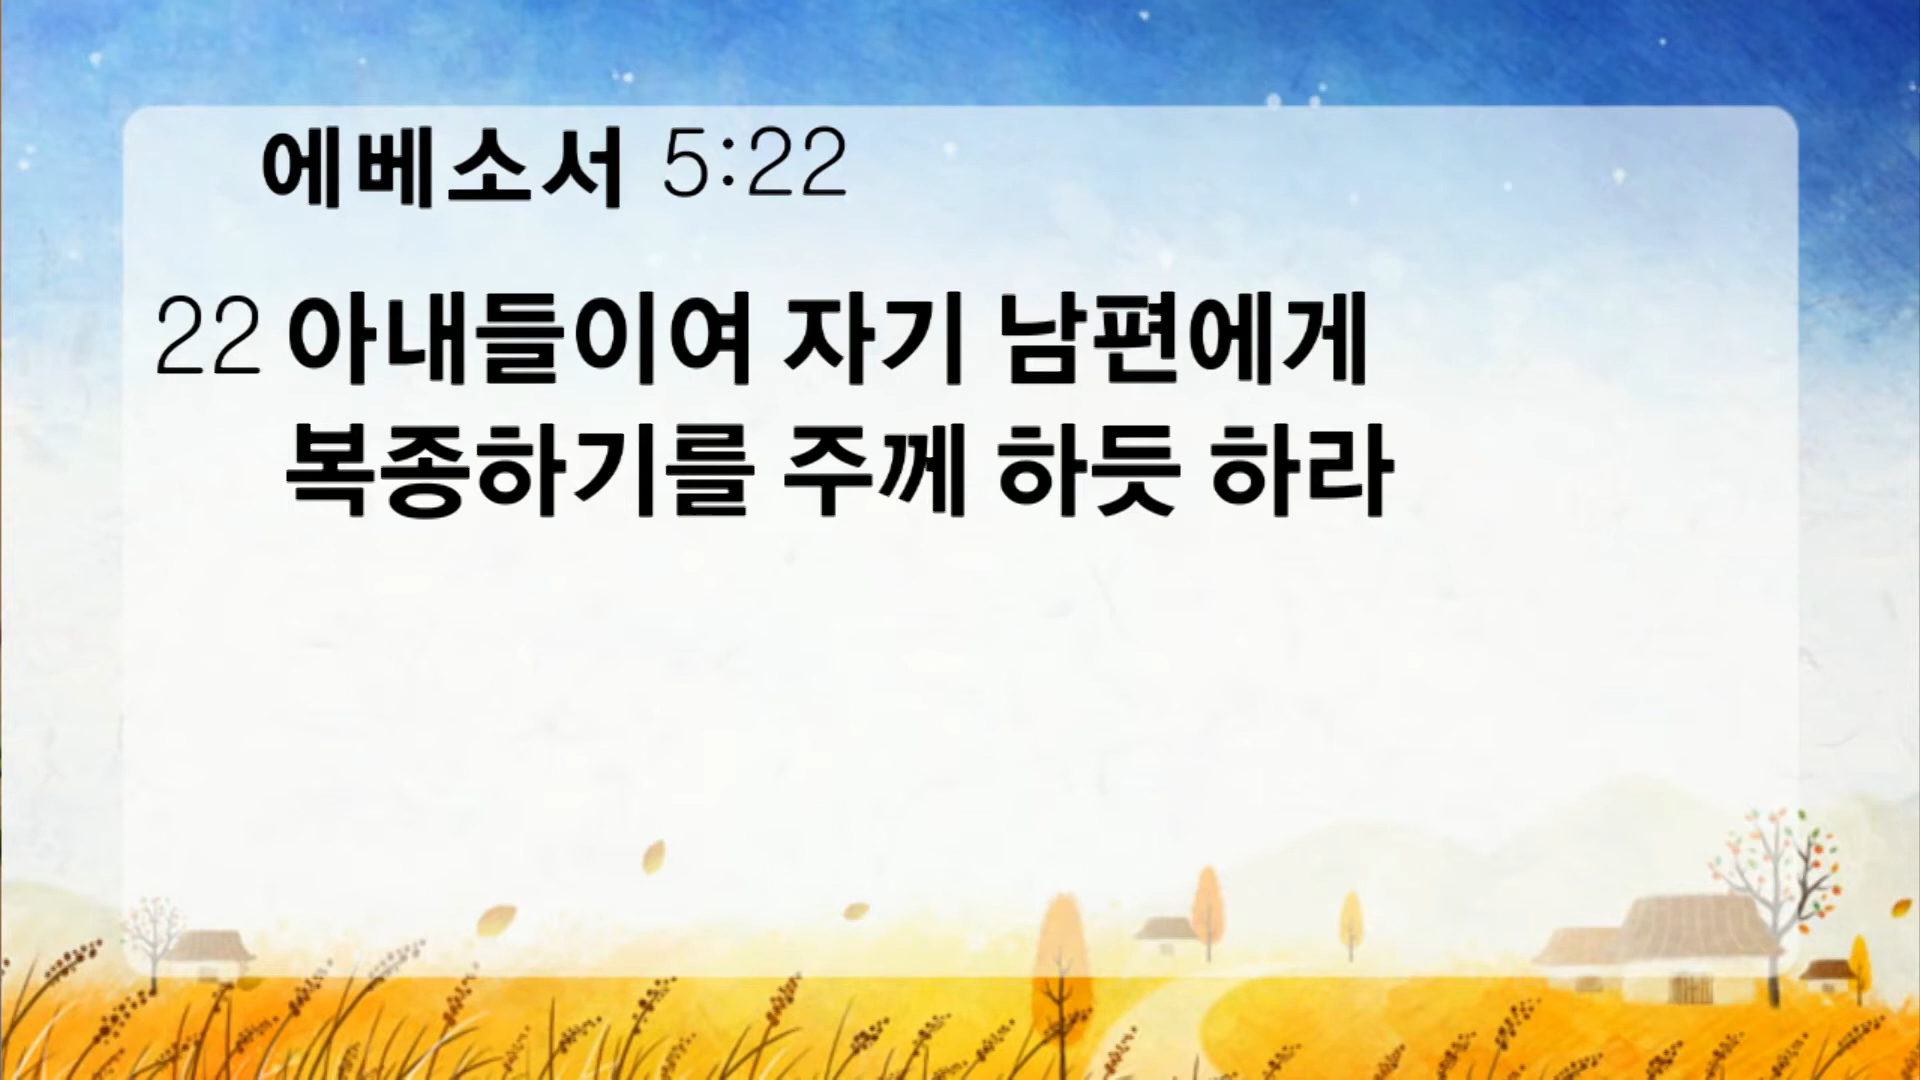 에베소서 5:22
22 아내들이여 자기 남편에게
복종하기를 주께 하듯 하라